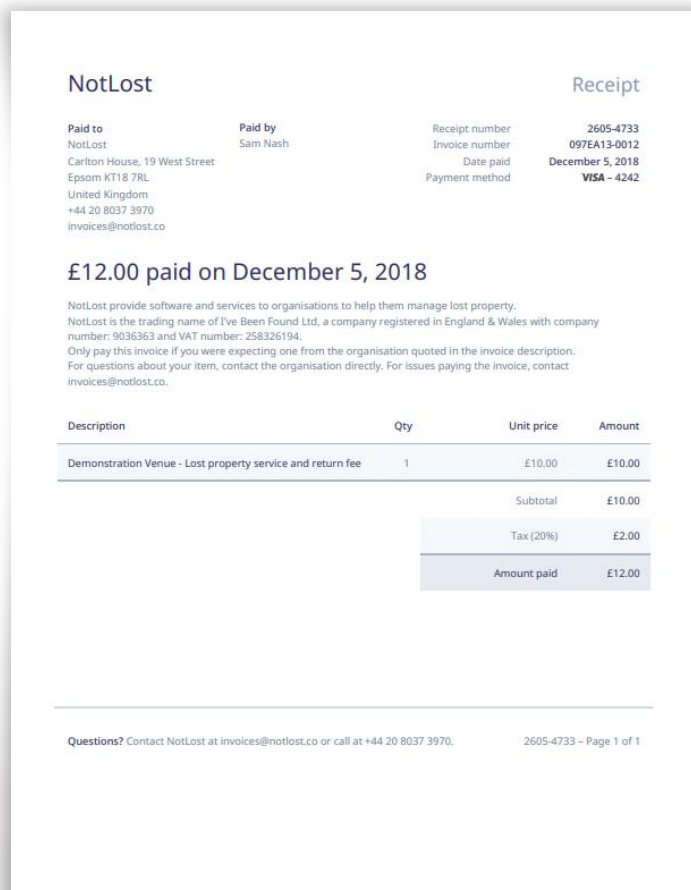 NotLost
Receipt
Paid to
NotLost
Carlton House, 19 West Street
Epsom KT18 7RL
United Kingdom
+44 20 8037 3970
invoices@notlost.co
Paid by
Sam Nash
Receipt number 2605-4733
Invoice number 097EA13-0012
Date paid December 5, 2018
Payment method VISA – 4242
£12.00 paid on December 5, 2018
NotLost provide software and services to organisations to help them manage lost property.
NotLost is the trading name of I've Been Found Ltd, a company registered in England & Wales with company
number: 9036363 and VAT number: 258326194.
Only pay this invoice if you were expecting one from the organisation quoted in the invoice description.
For questions about your item, contact the organisation directly. For issues paying the invoice, contact
invoices@notlost.co.
Description Qty Unit price Amount
Demonstration Venue - Lost property service and return fee 1 £10.00 £10.00
Subtotal £10.00
Tax (20%) £2.00
Amount paid £12.00
Questions? Contact NotLost at invoices@notlost.co or call at +44 20 8037 3970.
2605-4733 – Page 1 of 1